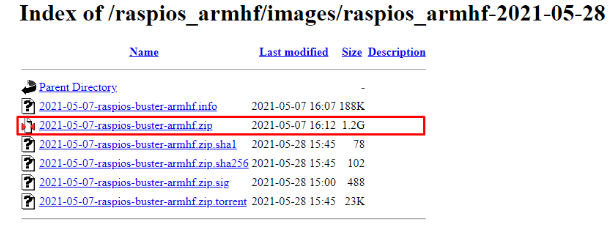 Index of /raspios_armhf/images/raspios_armhf-2021-05-28
Name Last modified Size Description
Parent Directory -
2021-05-07-raspios-buster-armhf.info 2021-05-07 16:07 188K
2021-05-07-raspios-buster-armhf.zip 2021-05-07 16:12 1.2G
2021-05-07-raspios-buster-armhf.zip.sha1 2021-05-28 15:45 78
2021-05-07-raspios-buster-armhf.zip.sha256 2021-05-28 15:45 102
2021-05-07-raspios-buster-armhf.zip.sig 2021-05-28 15:00 488
2021-05-07-raspios-buster-armhf.zip.torrent 2021-05-28 15:45 23K